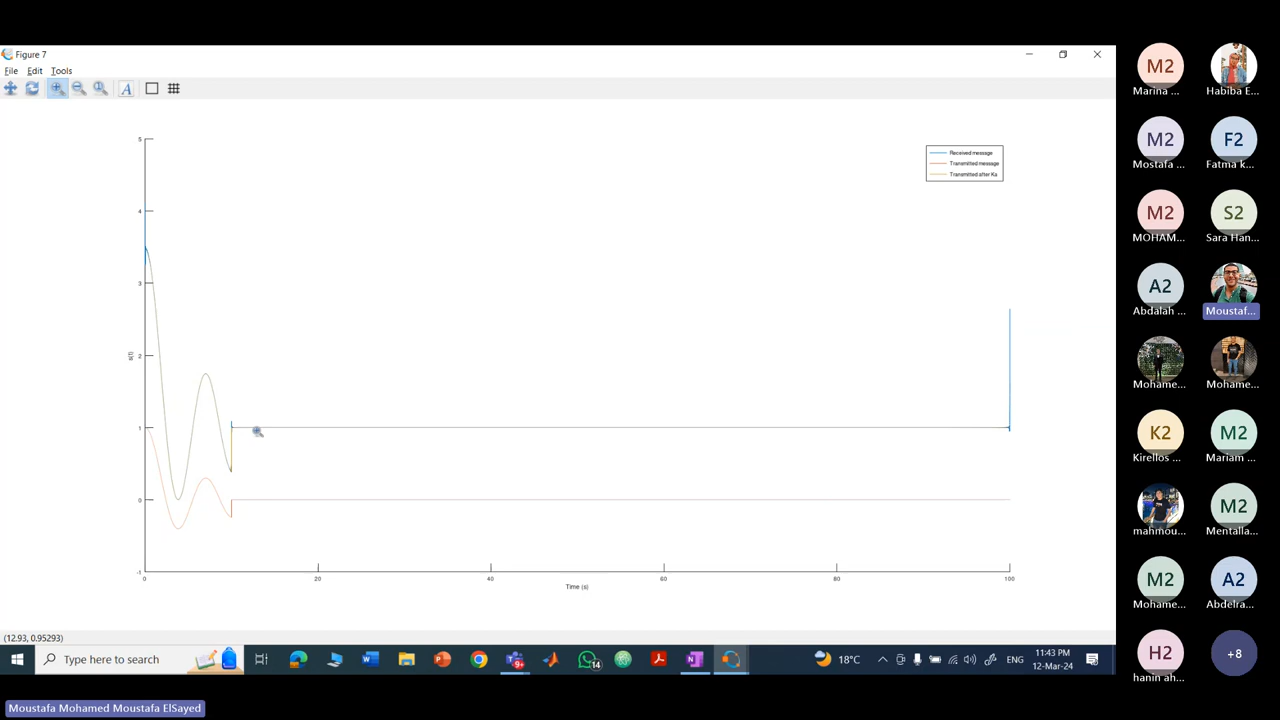 Figure 7
File Edit Tools
A
5
4
3
2
1
0
-1
s(t)
Received message
Transmitted message
Transmitted after Ka
0 20 40 60 80 100
Time (s)
(12.93, 0.95293)
Type here to search
14
18°C
ENG
11:43 PM
12-Mar-24
M2
Marina ...
Habiba E...
M2
Mostafa ...
F2
Fatma k...
M2
MOHAM...
S2
Sara Han...
A2
Abdalah ...
Moustaf...
Mohame...
Mohame...
K2
Kirellos ...
M2
Mariam ...
mahmou...
M2
Mentalla...
M2
Mohame...
A2
Abdelra...
H2
hanin ah...
+8
Moustafa Mohamed Moustafa ElSayed